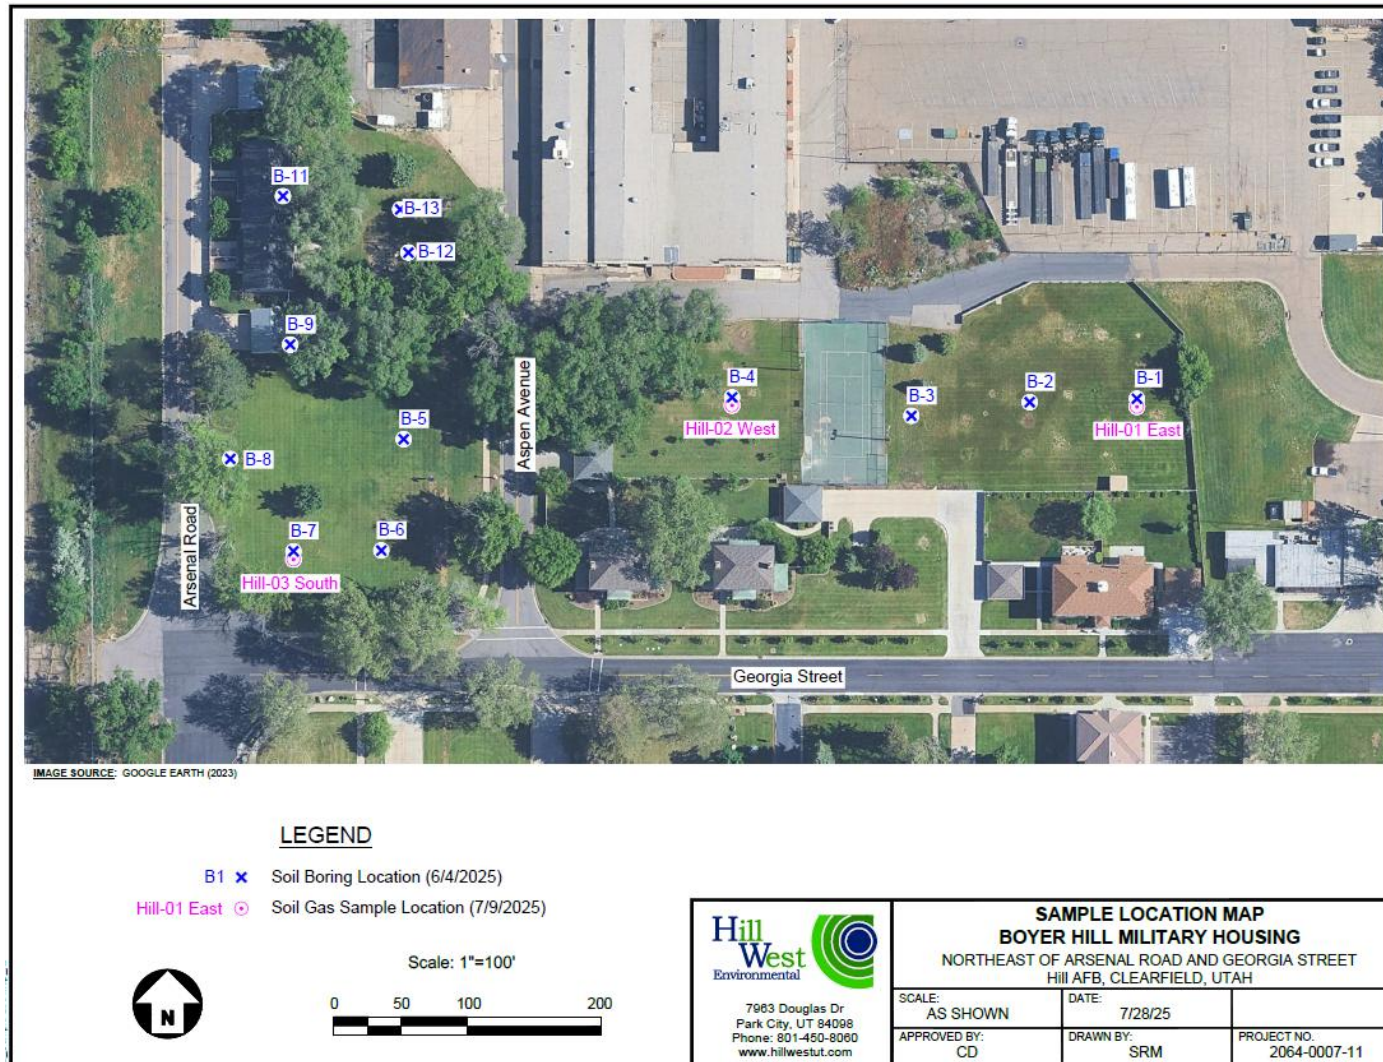 B-11
B-13
B-12
B-9
B-4
B-1
B-2
B-3
Hill-02 West
Hill-01 East
B-5
B-8
B-7
B-6
Hill-03 South
Arsenal Road
Aspen Avenue
Georgia Street
IMAGE SOURCE: GOOGLE EARTH (2023)
LEGEND
B1 Soil Boring Location (6/4/2025)
Hill-01 East Soil Gas Sample Location (7/9/2025)
Scale: 1"=100'
0 50 100 200
N
Hill
West
Environmental
7963 Douglas Dr
Park City, UT 84098
Phone: 801-450-8060
www.hillwestut.com
SAMPLE LOCATION MAP
BOYER HILL MILITARY HOUSING
NORTHEAST OF ARSENAL ROAD AND GEORGIA STREET
Hill AFB, CLEARFIELD, UTAH
SCALE:
AS SHOWN
DATE:
7/28/25
APPROVED BY:
CD
DRAWN BY:
SRM
PROJECT NO.
2064-0007-11